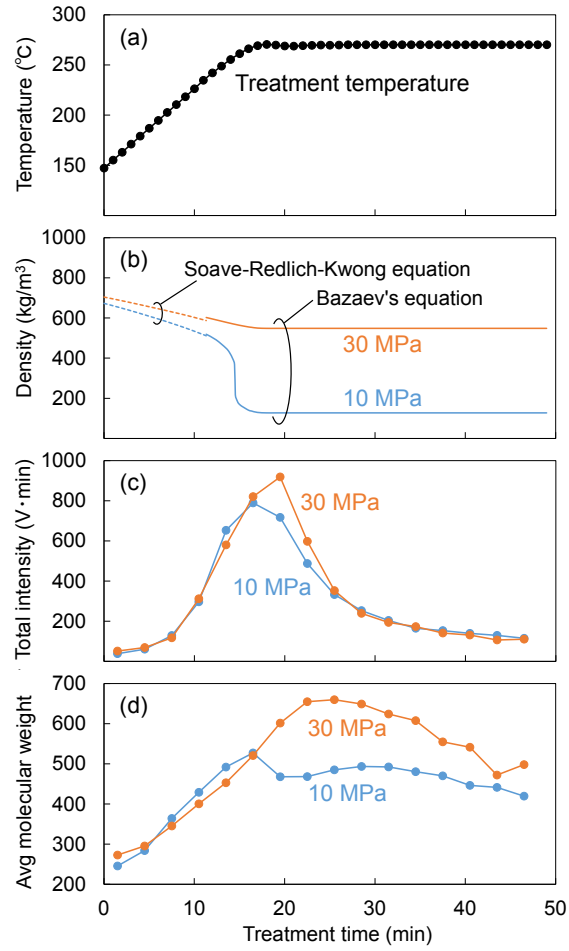 300
250
200
150
Temperature (°C)
(a)
Treatment temperature
1000
800
600
400
200
Density (kg/m³)
(b)
Soave-Redlich-Kwong equation
Bazaev's equation
30 MPa
10 MPa
1000
800
600
400
200
Total intensity (V·min)
(c)
30 MPa
10 MPa
700
600
500
400
300
200
Avg molecular weight
(d)
30 MPa
10 MPa
0 10 20 30 40 50
Treatment time (min)